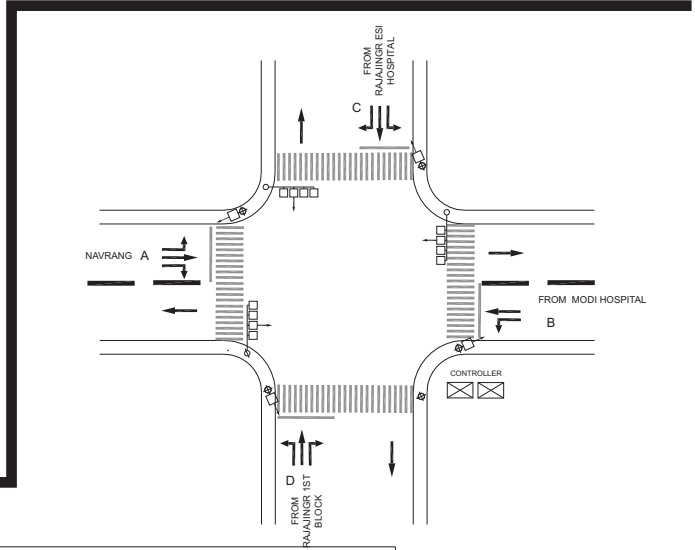 FROM
RAJAJINGR ESI
HOSPITAL
C
NAVRANG A
FROM MODI HOSPITAL
B
CONTROLLER
D
FROM
RAJAJINGR 1ST
BLOCK